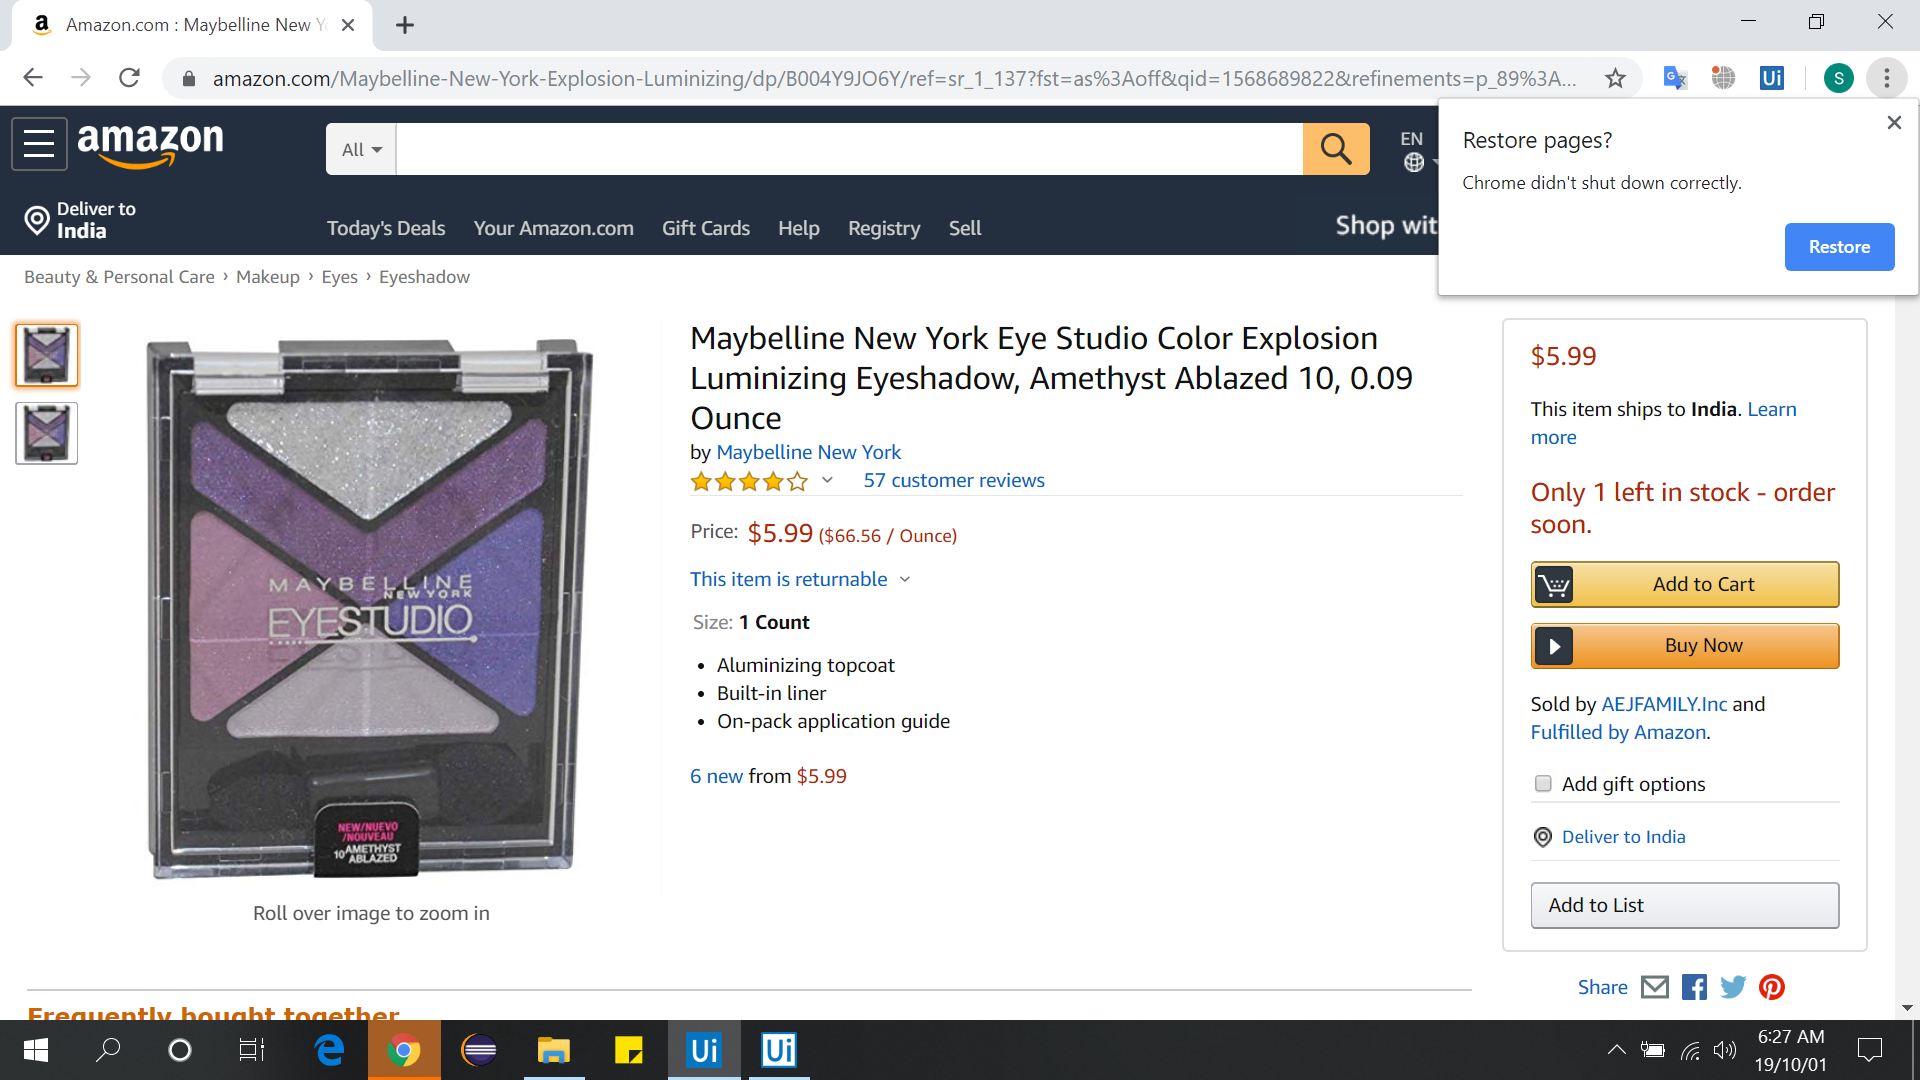 Amazon.com : Maybelline New Y
amazon.com/Maybelline-New-York-Explosion-Luminizing/dp/B004Y9JO6Y/ref=sr_1_137?fst=as%3Aoff&qid=1568689822&refinements=p_89%3A...
Ui
S
Restore pages?
Chrome didn't shut down correctly.
Restore
amazon
All
EN
Deliver to
India
Today's Deals
Your Amazon.com
Gift Cards
Help
Registry
Sell
Shop wit
Beauty & Personal Care › Makeup › Eyes › Eyeshadow
Maybelline New York Eye Studio Color Explosion
Luminizing Eyeshadow, Amethyst Ablazed 10, 0.09
Ounce
by Maybelline New York
57 customer reviews
Price: $5.99 ($66.56 / Ounce)
This item is returnable
Size: 1 Count
• Aluminizing topcoat
• Built-in liner
• On-pack application guide
6 new from $5.99
MAYBELLINE
NEW YORK
EYESTUDIO
NEW/NUEVO
/NOUVEAU
10 AMETHYST
ABLAZED
Roll over image to zoom in
$5.99
This item ships to India. Learn
more
Only 1 left in stock - order
soon.
Add to Cart
Buy Now
Sold by AEJFAMILY.Inc and
Fulfilled by Amazon.
Add gift options
Deliver to India
Add to List
Share
Frequently bought together
Ui
Ui
6:27 AM
19/10/01